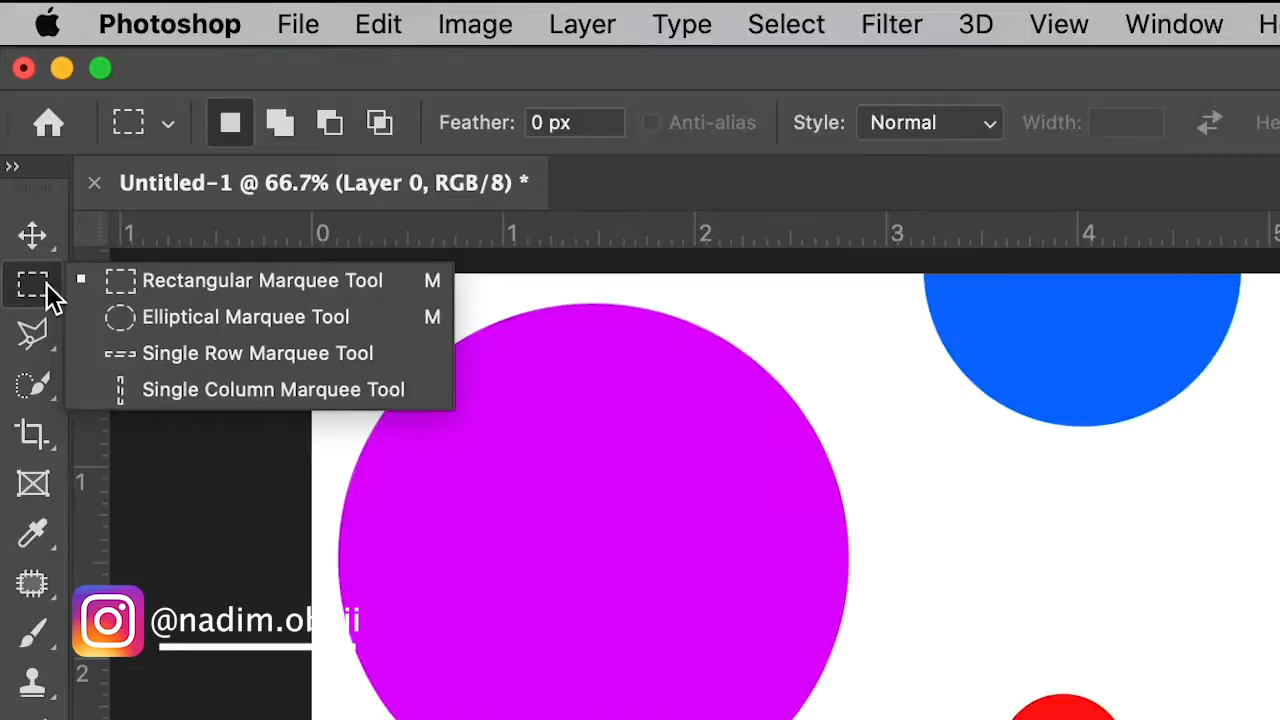 Photoshop File Edit Image Layer Type Select Filter 3D View Window
Feather: 0 px Anti-alias Style: Normal Width:
Untitled-1 @ 66.7% (Layer 0, RGB/8) *
1 0 1 2 3 4
Rectangular Marquee Tool M
Elliptical Marquee Tool M
Single Row Marquee Tool
Single Column Marquee Tool
1
2